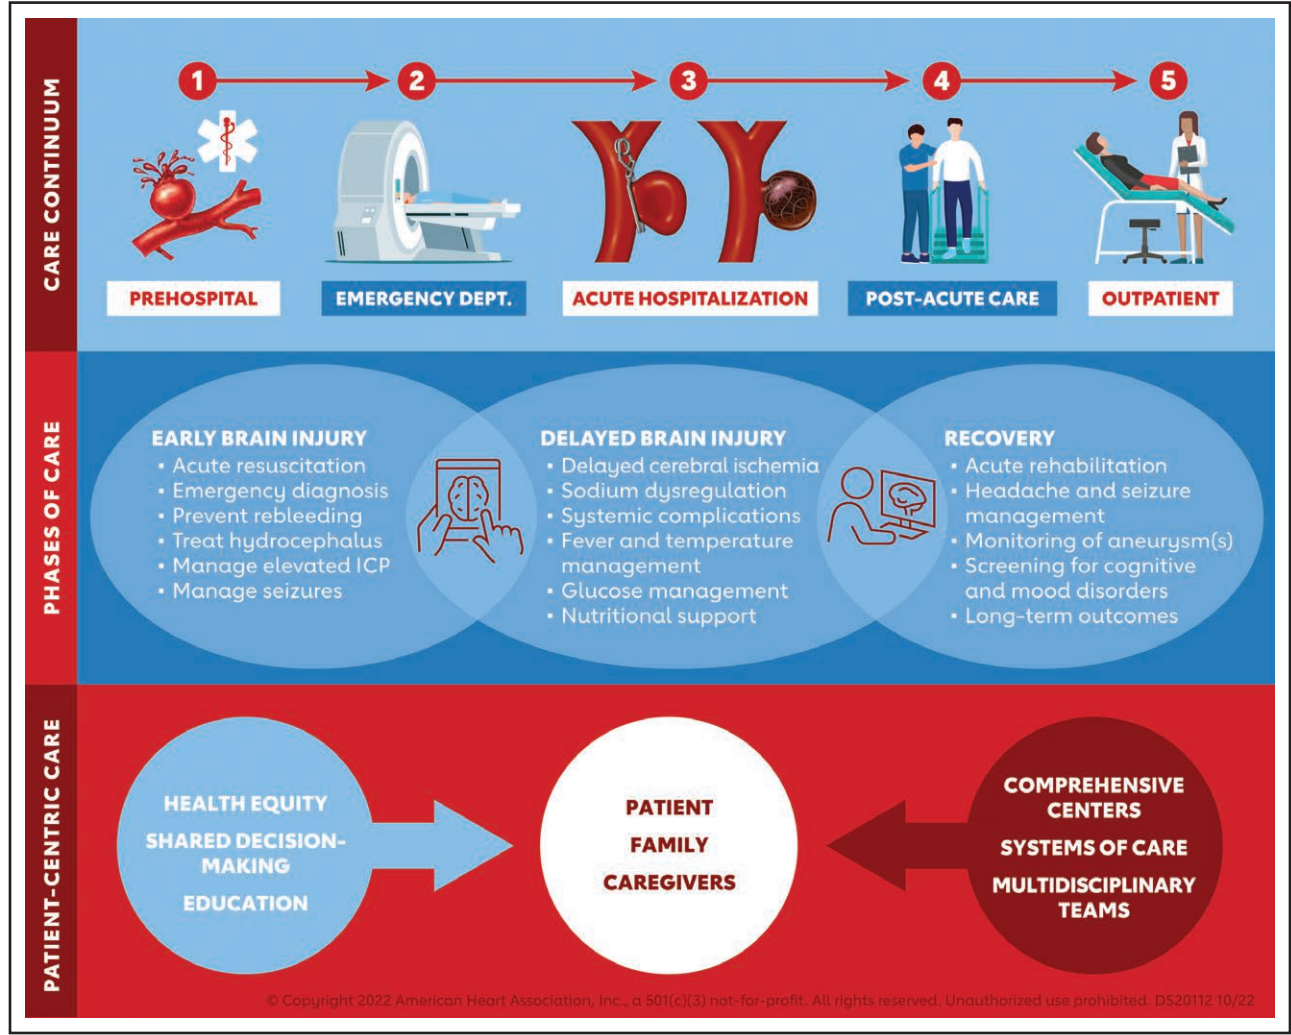 CARE CONTINUUM
1
2
3
4
5
PREHOSPITAL
EMERGENCY DEPT.
ACUTE HOSPITALIZATION
POST-ACUTE CARE
OUTPATIENT
PHASES OF CARE
EARLY BRAIN INJURY
▪ Acute resuscitation
▪ Emergency diagnosis
▪ Prevent rebleeding
▪ Treat hydrocephalus
▪ Manage elevated ICP
▪ Manage seizures
DELAYED BRAIN INJURY
▪ Delayed cerebral ischemia
▪ Sodium dysregulation
▪ Systemic complications
▪ Fever and temperature
management
▪ Glucose management
▪ Nutritional support
RECOVERY
▪ Acute rehabilitation
▪ Headache and seizure
management
▪ Monitoring of aneurysm(s)
▪ Screening for cognitive
and mood disorders
▪ Long-term outcomes
PATIENT-CENTRIC CARE
HEALTH EQUITY
SHARED DECISION-
MAKING
EDUCATION
PATIENT
FAMILY
CAREGIVERS
COMPREHENSIVE
CENTERS
SYSTEMS OF CARE
MULTIDISCIPLINARY
TEAMS
© Copyright 2022 American Heart Association, Inc., a 501(c)(3) not-for-profit. All rights reserved. Unauthorized use prohibited. DS20112 10/22